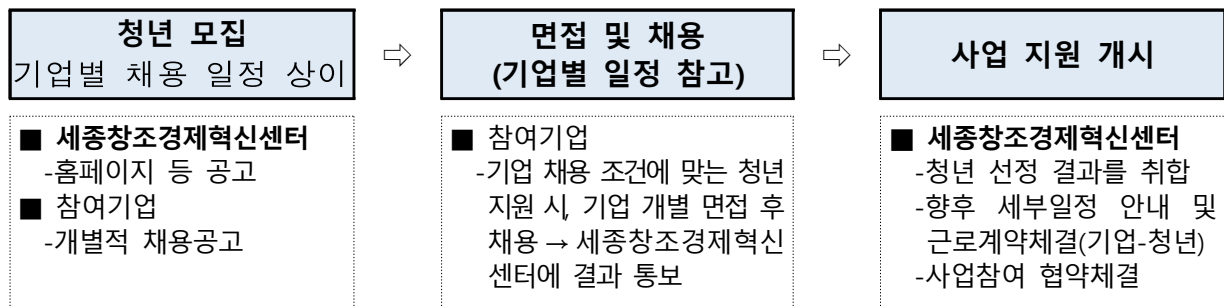 청년 모집
기업별 채용 일정 상이
⇨
면접 및 채용
(기업별 일정 참고)
⇨
사업 지원 개시
■ 세종창조경제혁신센터
-홈페이지 등 공고
■ 참여기업
-개별적 채용공고
■ 참여기업
-기업 채용 조건에 맞는 청년
지원 시, 기업 개별 면접 후
채용 → 세종창조경제혁신
센터에 결과 통보
■ 세종창조경제혁신센터
-청년 선정 결과를 취합
-향후 세부일정 안내 및
근로계약체결(기업-청년)
-사업참여 협약체결